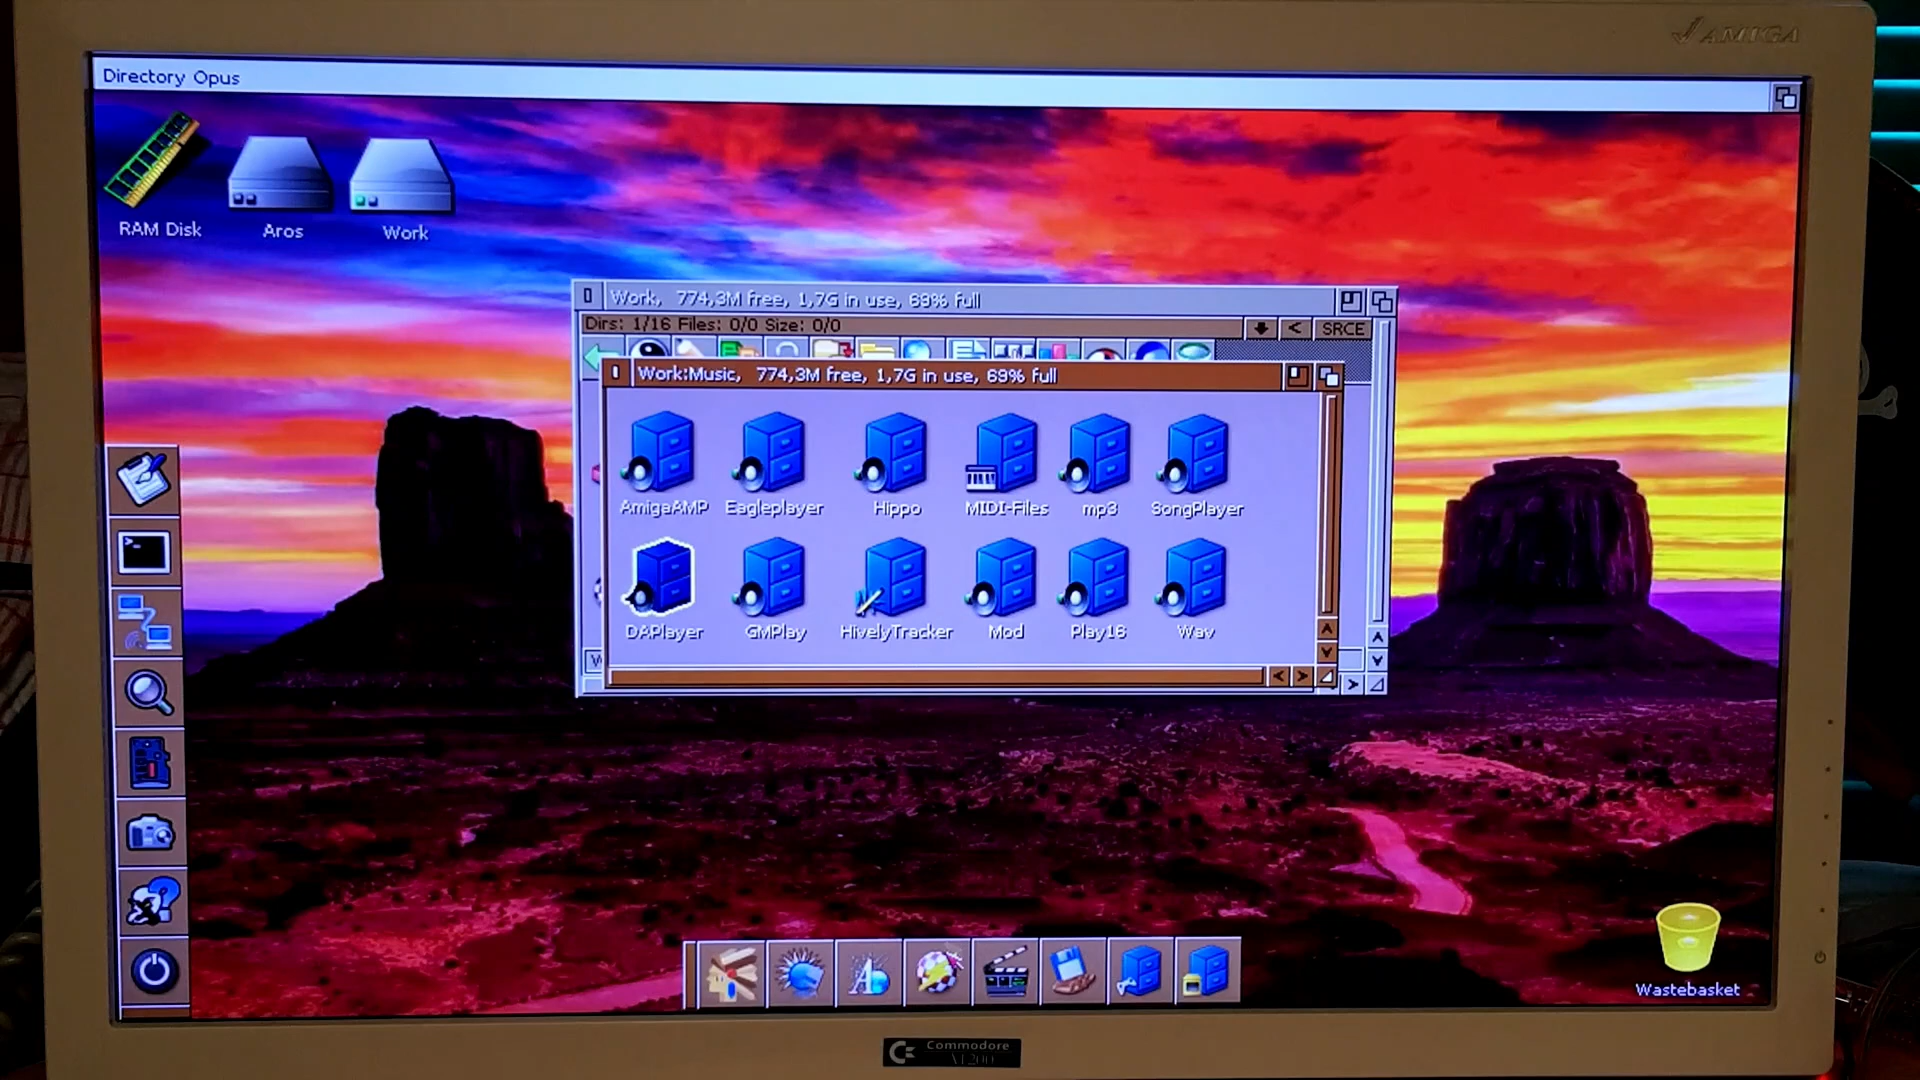 AMIGA
Directory Opus
RAM Disk
Aros
Work
Work, 774,3M free, 1,7G in use, 69% full
Dirs: 1/16 Files: 0/0 Size: 0/0
SRCE
Work:Music, 774,3M free, 1,7G in use, 69% full
AmigaAMP
Eagleplayer
Hippo
MIDI-Files
mp3
SongPlayer
DAPlayer
GMPlay
HivelyTracker
Mod
Play16
Wav
Wastebasket
Commodore
A1200